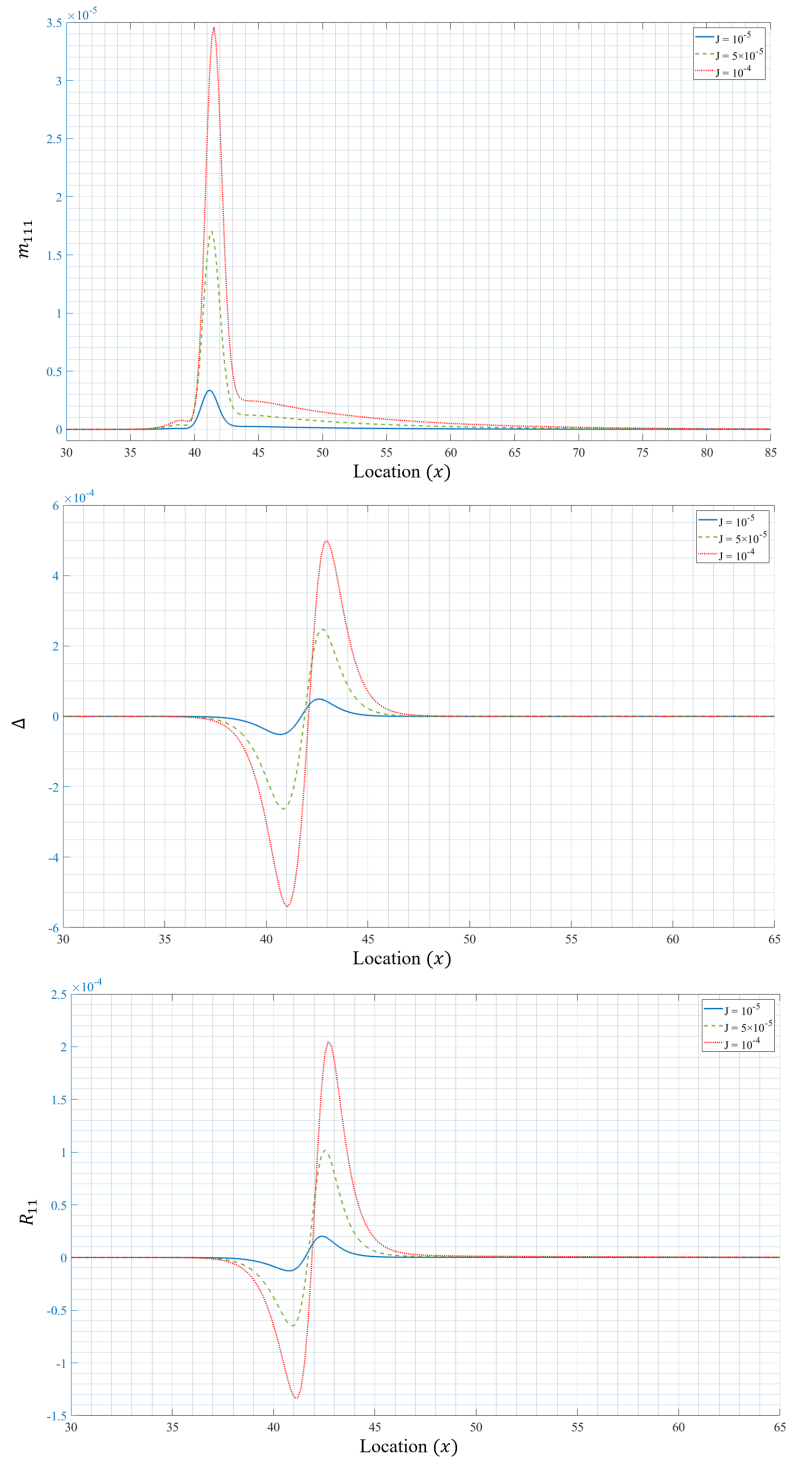 ×10⁻⁵
3.5
3
2.5
2
1.5
1
0.5
0
m₁₁₁
30 35 40 45 50 55 60 65 70 75 80 85
Location (x)
J = 10⁻⁵
J = 5×10⁻⁵
J = 10⁻⁴
×10⁻⁴
6
4
2
0
-2
-4
-6
Δ
30 35 40 45 50 55 60 65
Location (x)
J = 10⁻⁵
J = 5×10⁻⁵
J = 10⁻⁴
×10⁻⁴
2.5
2
1.5
1
0.5
0
-0.5
-1
-1.5
R₁₁
30 35 40 45 50 55 60 65
Location (x)
J = 10⁻⁵
J = 5×10⁻⁵
J = 10⁻⁴